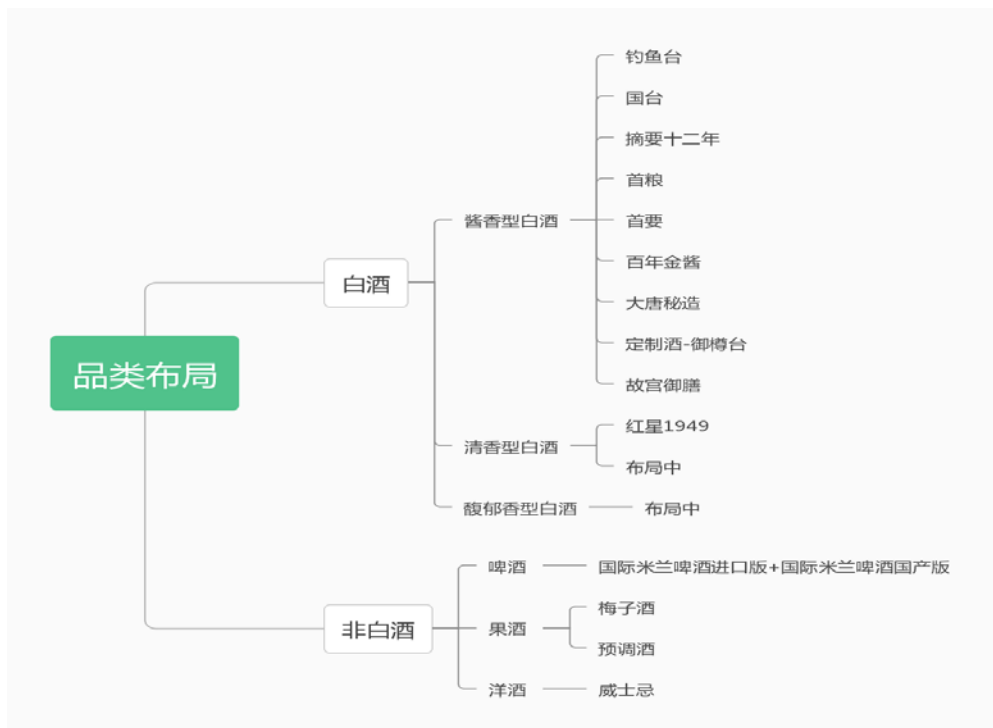 品类布局
白酒
酱香型白酒
钓鱼台
国台
摘要十二年
首粮
首要
百年金酱
大唐秘造
定制酒-御樽台
故宫御膳
清香型白酒
红星1949
布局中
馥郁香型白酒
布局中
非白酒
啤酒
国际米兰啤酒进口版+国际米兰啤酒国产版
果酒
梅子酒
预调酒
洋酒
威士忌